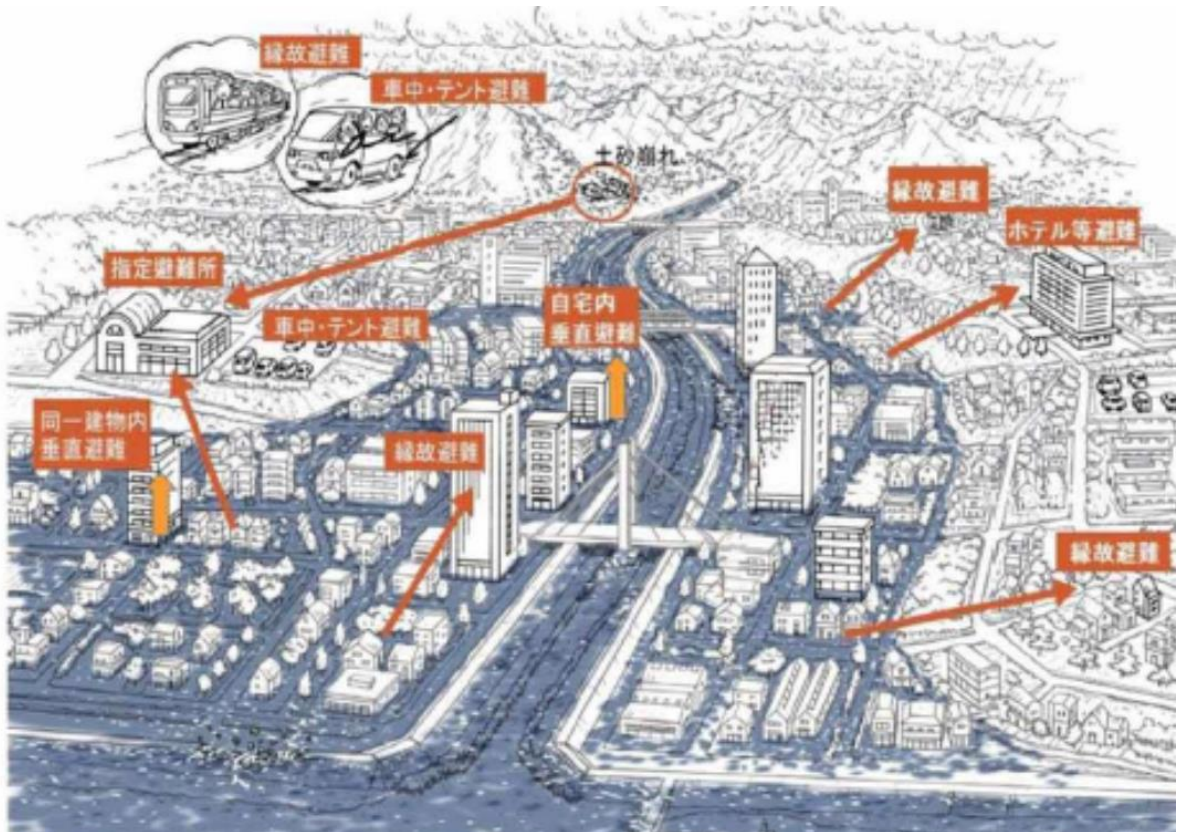 縁故避難
車中・テント避難
土砂崩れ
縁故避難
ホテル等避難
指定避難所
車中・テント避難
自宅内
垂直避難
同一建物内
垂直避難
縁故避難
縁故避難